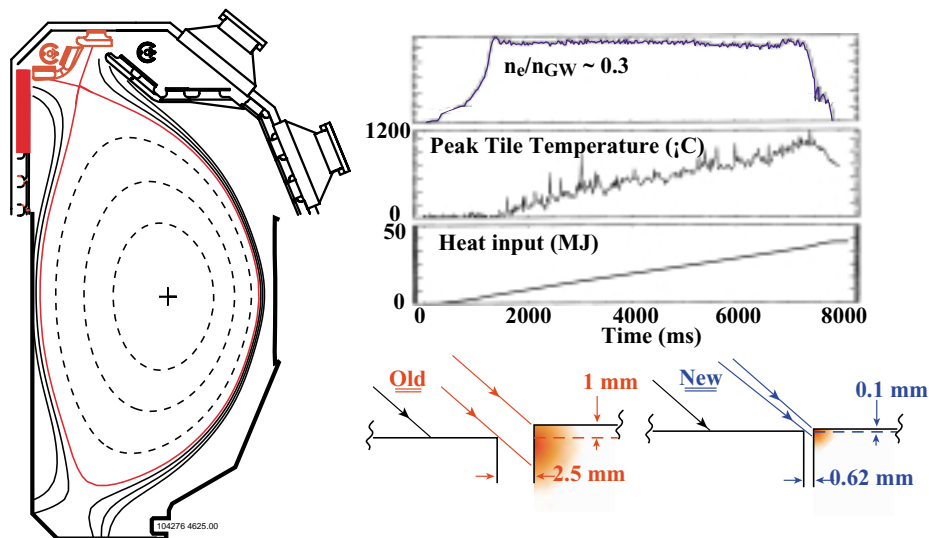 n_e/n_GW ~ 0.3
1200
Peak Tile Temperature (¡C)
0
50
Heat input (MJ)
0
0 2000 4000 6000 8000
Time (ms)
Old
1 mm
2.5 mm
New
0.1 mm
0.62 mm
104276 4625.00